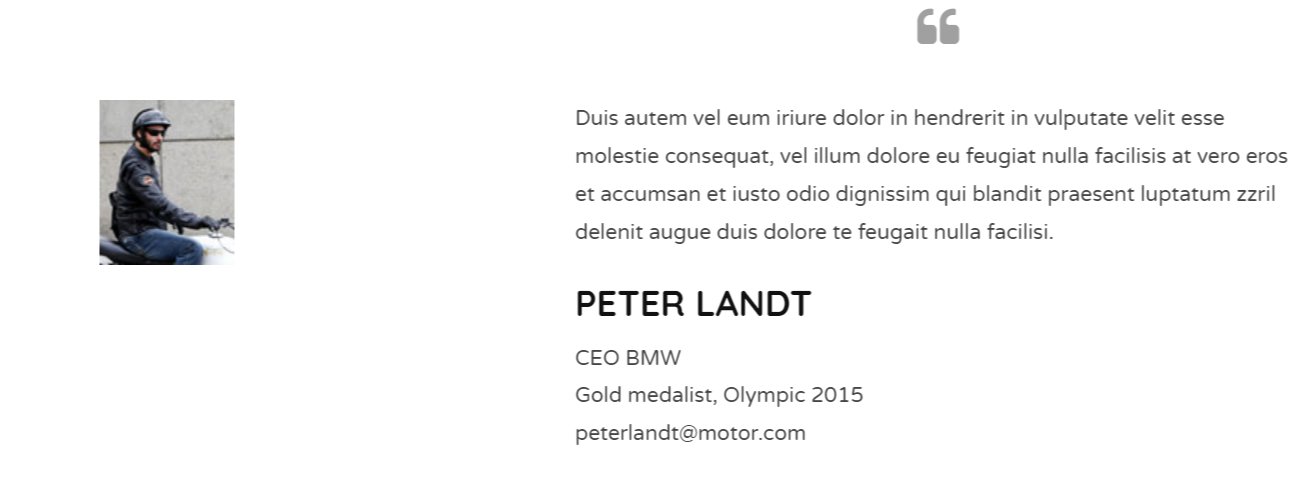 “
Duis autem vel eum iriure dolor in hendrerit in vulputate velit esse
molestie consequat, vel illum dolore eu feugiat nulla facilisis at vero eros
et accumsan et iusto odio dignissim qui blandit praesent luptatum zzril
delenit augue duis dolore te feugait nulla facilisi.
PETER LANDT
CEO BMW
Gold medalist, Olympic 2015
peterlandt@motor.com